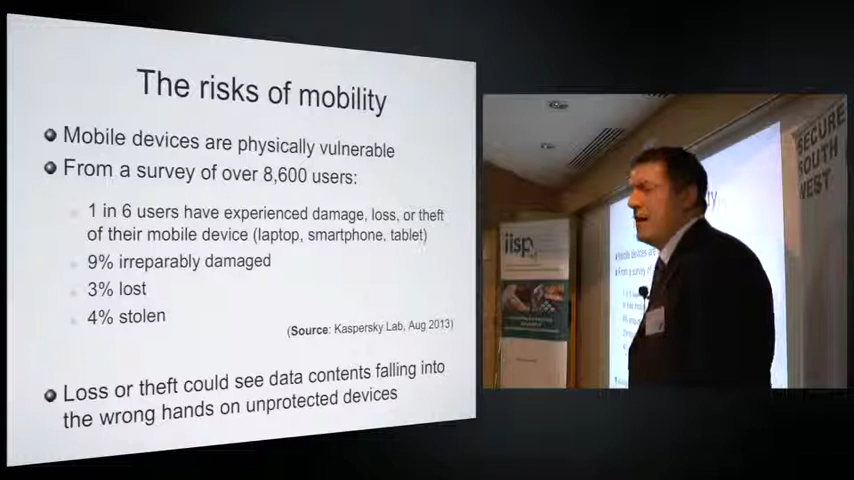 The risks of mobility
Mobile devices are physically vulnerable
From a survey of over 8,600 users:
1 in 6 users have experienced damage, loss, or theft
of their mobile device (laptop, smartphone, tablet)
9% irreparably damaged
3% lost
4% stolen
(Source: Kaspersky Lab, Aug 2013)
Loss or theft could see data contents falling into
the wrong hands on unprotected devices
iisp
SECURE
SOUTH
WEST